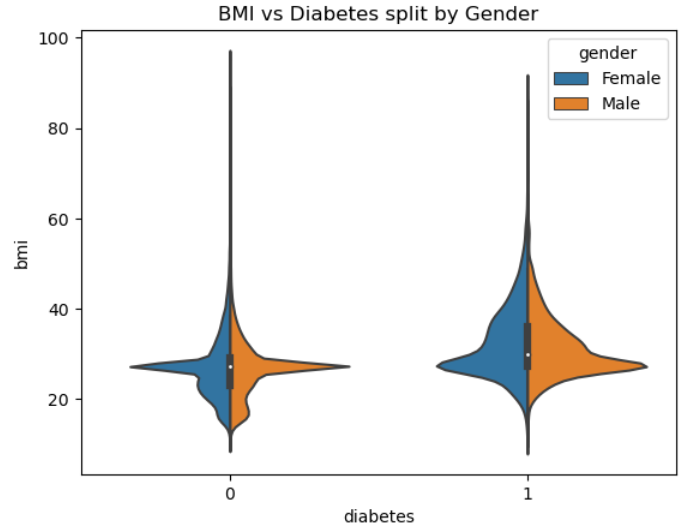 BMI vs Diabetes split by Gender
100
80
60
40
20
bmi
gender
Female
Male
0
1
diabetes